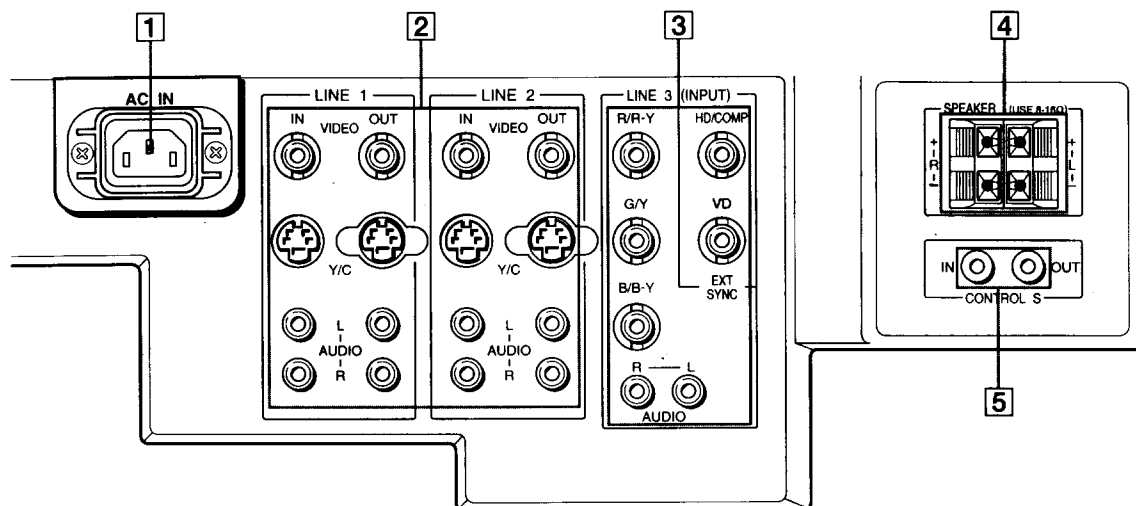 1 2 3 4
AC IN
LINE 1 LINE 2 LINE 3 (INPUT)
IN VIDEO OUT IN VIDEO OUT R/R-Y HD/COMP
G/Y VD
Y/C Y/C
B/B-Y EXT
SYNC
L L
AUDIO AUDIO
R R
R L
AUDIO
SPEAKER (USE 8-16Ω)
+ +
R L
– –
IN OUT
CONTROL S
5